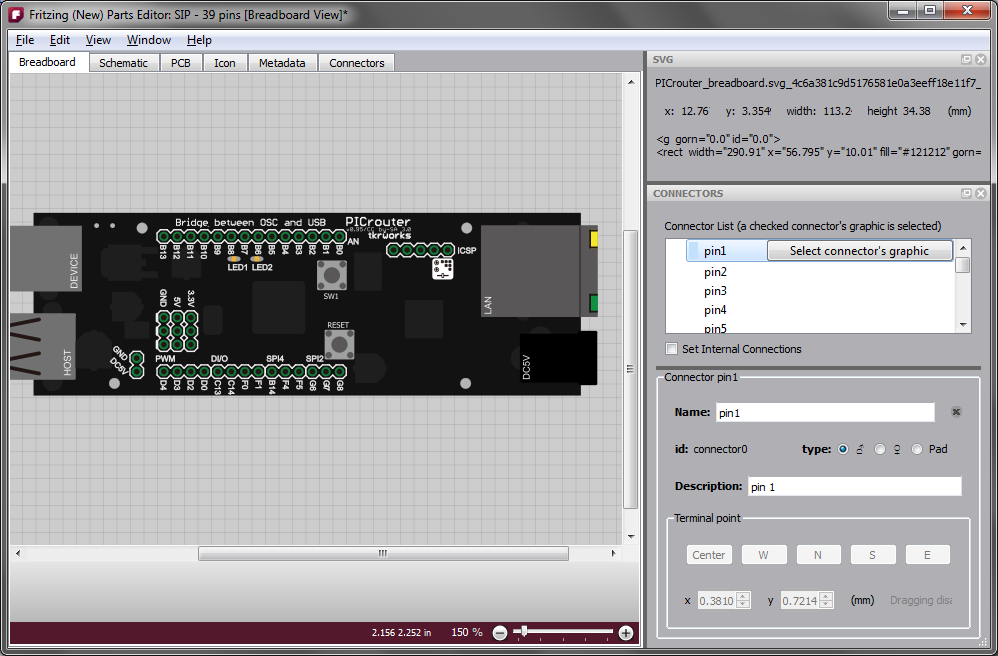 Fritzing (New) Parts Editor: SIP - 39 pins [Breadboard View]*
File Edit View Window Help
Breadboard Schematic PCB Icon Metadata Connectors
SVG
PICrouter_breadboard.svg_4c6a381c9d5176581e0a3eeff18e11f7_
x: 12.76 y: 3.354 width: 113.2 height 34.38 (mm)
<g gorn="0.0" id="0.0">
<rect width="290.91" x="56.795" y="10.01" fill="#121212" gorn=
CONNECTORS
Connector List (a checked connector's graphic is selected)
pin1 Select connector's graphic
pin2
pin3
pin4
pin5
Set Internal Connections
Connector pin1
Name: pin1
id: connector0 type: ♂ ♀ Pad
Description: pin 1
Terminal point
Center W N S E
x 0.3810 y 0.7214 (mm) Dragging disa
Bridge between OSC and USB
PICrouter
v0.95/CC by-SA 3.0
tkrworks
B13 B12 B11 B10 B9 B8 B7 B6 B5 B4 B3 B2 B1 B0 AN
ICSP
LED1 LED2
SW1
DEVICE
LAN
GND 5V 3.3V
RESET
HOST
GND
DC5V
DC5V
PWM DI/O SPI4 SPI2
D4 D3 D2 D0 C13 C14 F0 F1 B14 F4 F5 G6 G7 G8
2.156 2.252 in 150 %